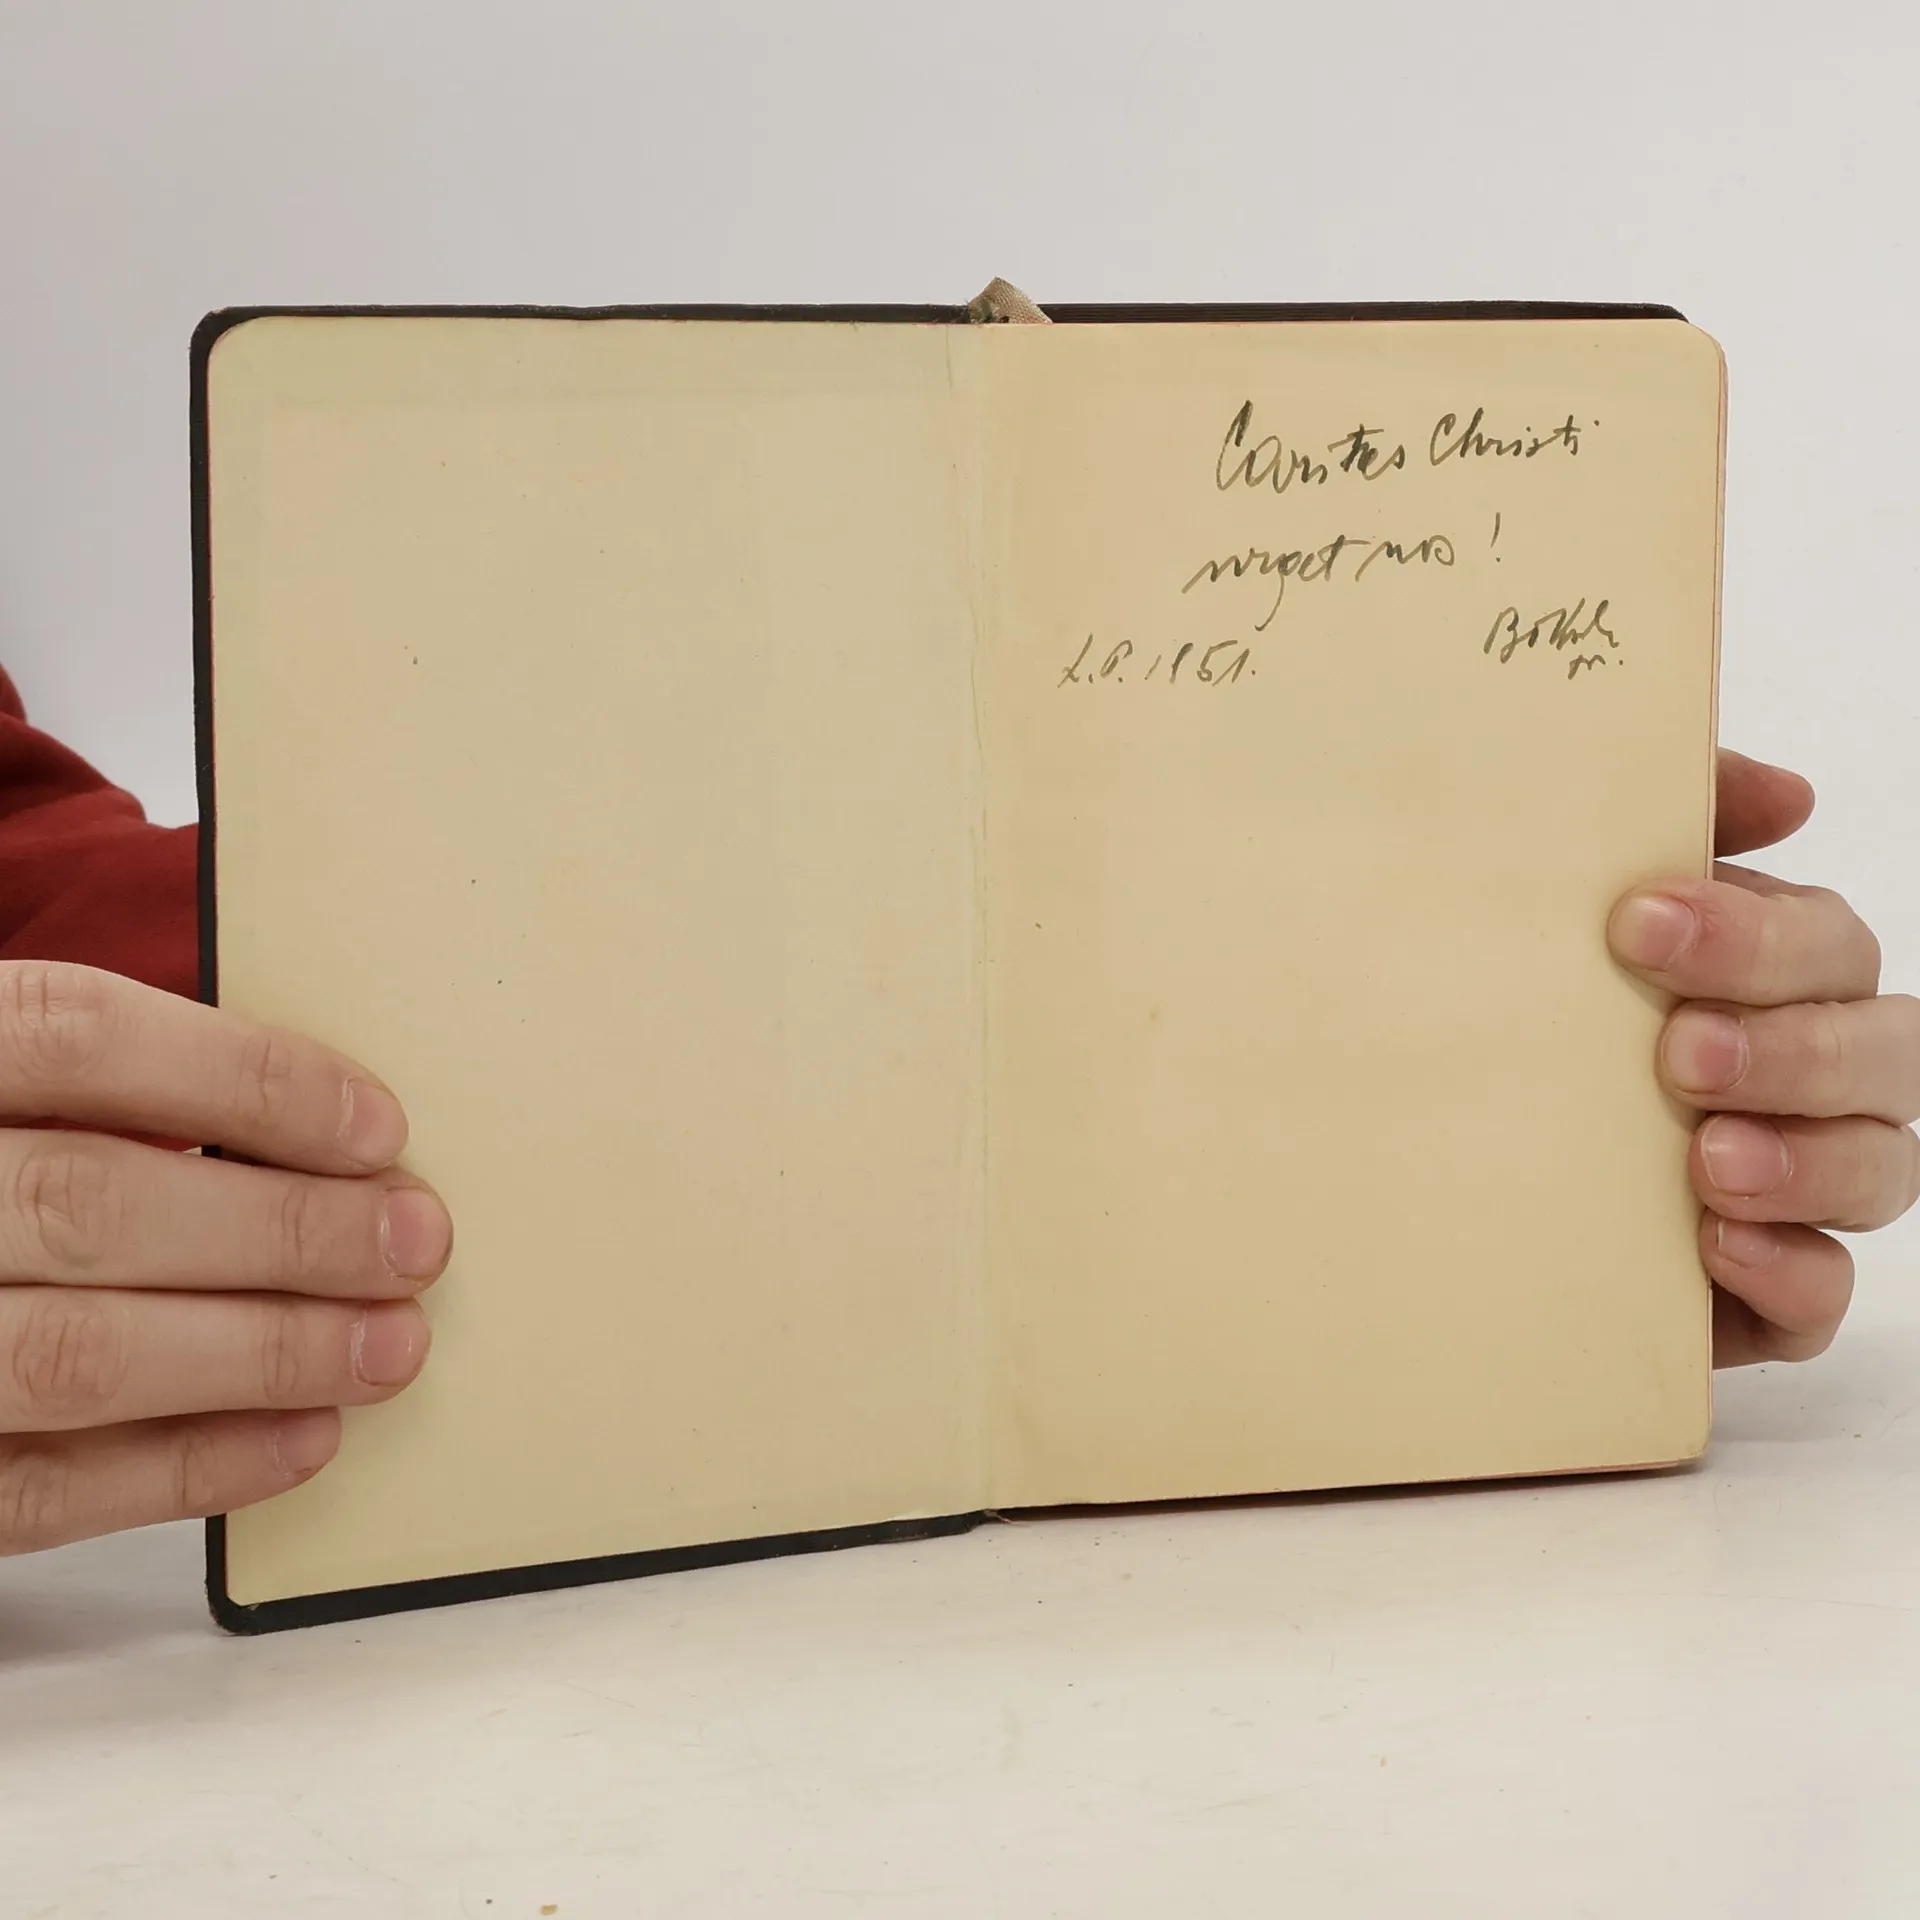 Caritas Christi
urget nos!
L.P. 1951.